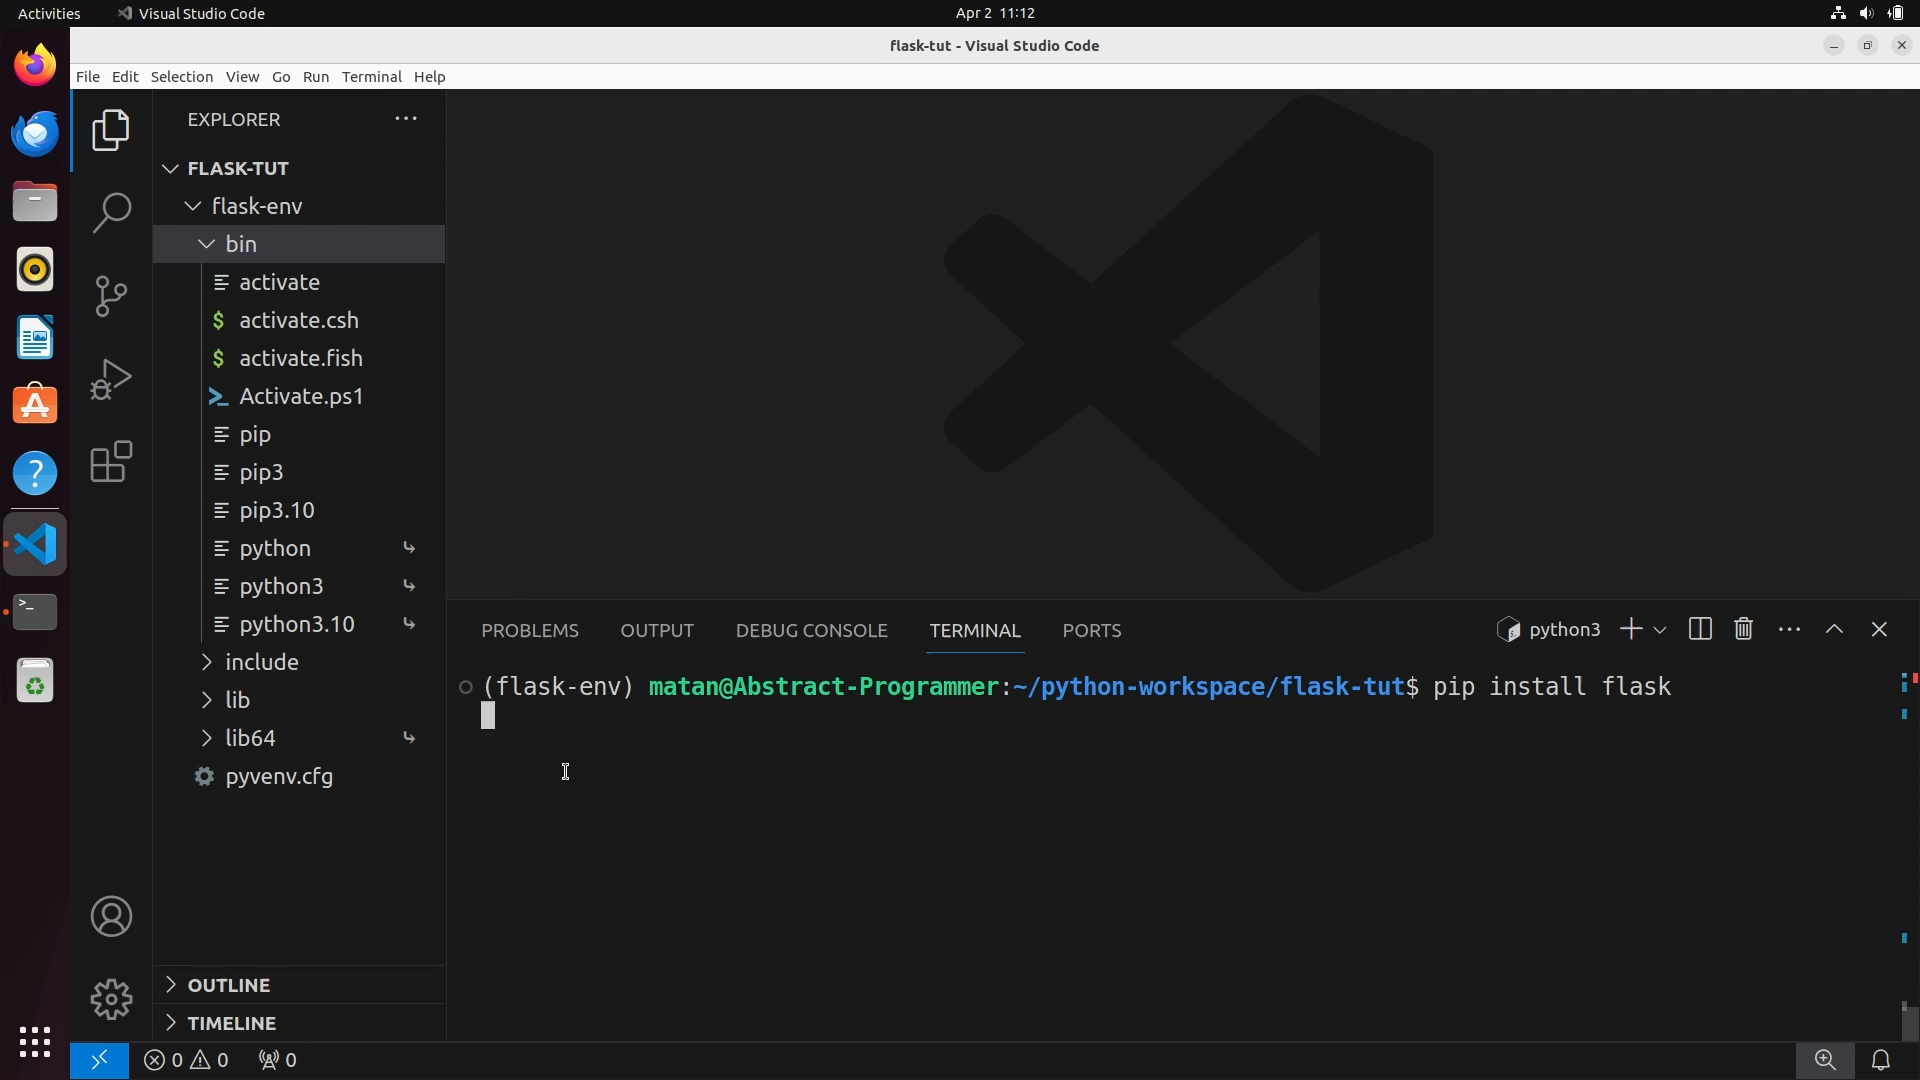 Activities Visual Studio Code Apr 2 11:12
flask-tut - Visual Studio Code
File Edit Selection View Go Run Terminal Help
EXPLORER
FLASK-TUT
flask-env
bin
activate
$ activate.csh
$ activate.fish
Activate.ps1
pip
pip3
pip3.10
python
python3
python3.10
include
lib
lib64
pyvenv.cfg
OUTLINE
TIMELINE
PROBLEMS OUTPUT DEBUG CONSOLE TERMINAL PORTS python3
(flask-env) matan@Abstract-Programmer:~/python-workspace/flask-tut$ pip install flask
0 0 0